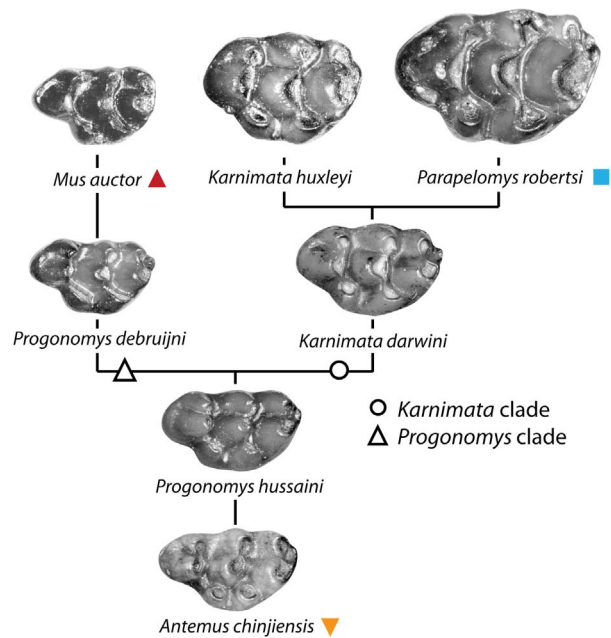 Mus auctor
Karnimata huxleyi
Parapelomys robertsi
Progonomys debruijni
Karnimata darwini
Karnimata clade
Progonomys clade
Progonomys hussaini
Antemus chinjiensis